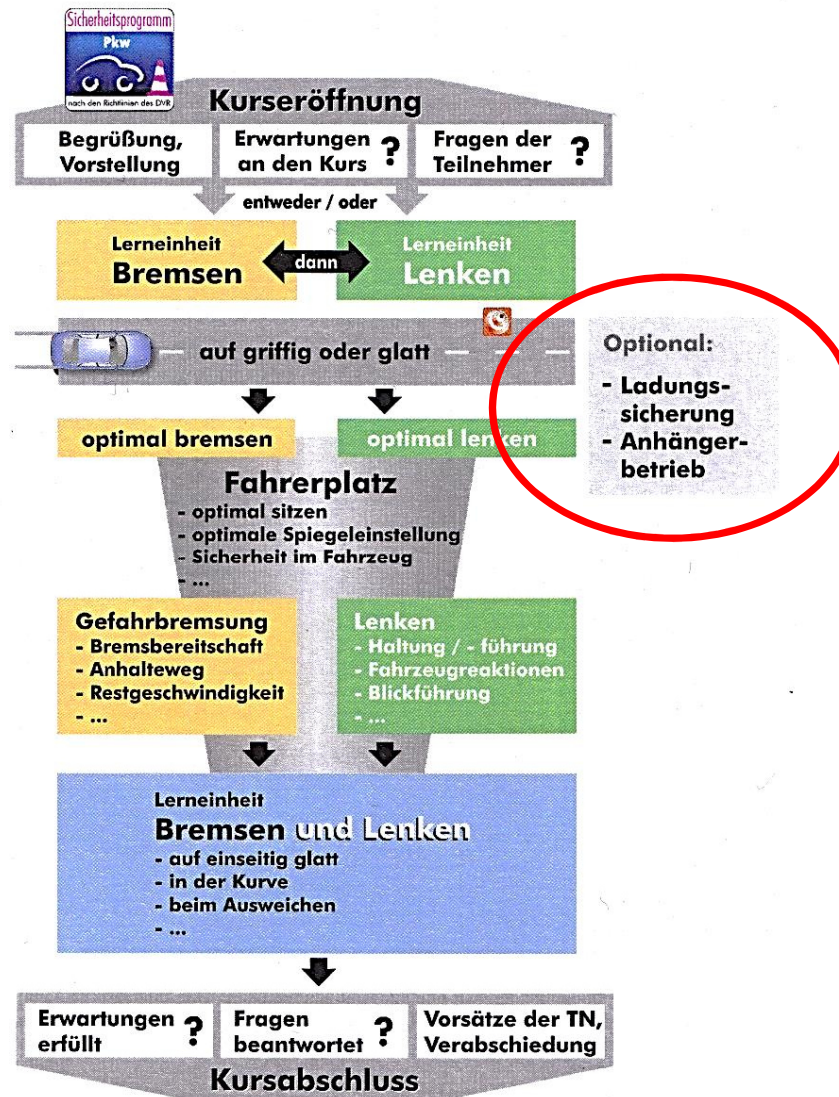 Sicherheitsprogramm
Pkw
nach den Richtlinien des DVR
Kurseröffnung
Begrüßung,
Vorstellung
Erwartungen
an den Kurs ?
Fragen der
Teilnehmer ?
entweder / oder
Lerneinheit
Bremsen
dann
Lerneinheit
Lenken
auf griffig oder glatt
Optional:
- Ladungs-
sicherung
- Anhänger-
betrieb
optimal bremsen
optimal lenken
Fahrerplatz
- optimal sitzen
- optimale Spiegeleinstellung
- Sicherheit im Fahrzeug
- ...
Gefahrbremsung
- Bremsbereitschaft
- Anhalteweg
- Restgeschwindigkeit
- ...
Lenken
- Haltung / - führung
- Fahrzeugreaktionen
- Blickführung
- ...
Lerneinheit
Bremsen und Lenken
- auf einseitig glatt
- in der Kurve
- beim Ausweichen
- ...
Erwartungen
erfüllt ?
Fragen
beantwortet ?
Vorsätze der TN,
Verabschiedung
Kursabschluss